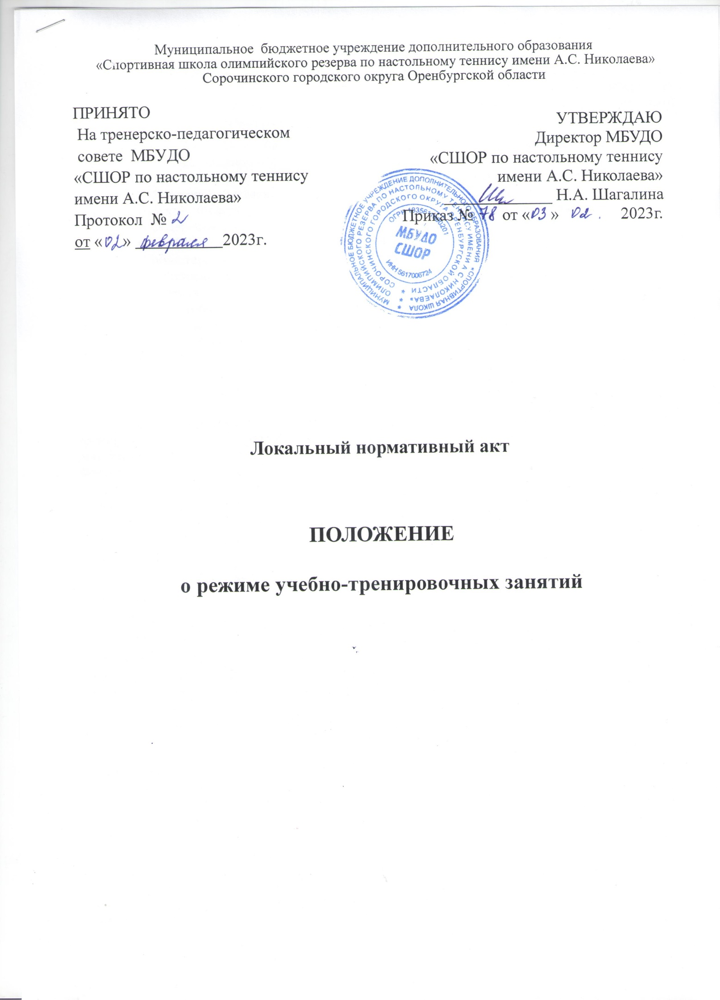 Муниципальное бюджетное учреждение дополнительного образования
«Спортивная школа олимпийского резерва по настольному теннису имени А.С. Николаева»
Сорочинского городского округа Оренбургской области
ПРИНЯТО
На тренерско-педагогическом
совете МБУДО
«СШОР по настольному теннису
имени А.С. Николаева»
Протокол № 2
от «02» февраля 2023г.
УТВЕРЖДАЮ
Директор МБУДО
«СШОР по настольному теннису
имени А.С. Николаева»
Н.А. Шагалина
Приказ № 78 от «03» 02. 2023г.
МУНИЦИПАЛЬНОЕ БЮДЖЕТНОЕ УЧРЕЖДЕНИЕ ДОПОЛНИТЕЛЬНОГО ОБРАЗОВАНИЯ «СПОРТИВНАЯ ШКОЛА
ОЛИМПИЙСКОГО РЕЗЕРВА ПО НАСТОЛЬНОМУ ТЕННИСУ ИМЕНИ А С НИКОЛАЕВА»
СОРОЧИНСКОГО ГОРОДСКОГО ОКРУГА ОРЕНБУРГСКОЙ ОБЛАСТИ
ОГРН
МБУДО
СШОР
ИНН 5617006724
Локальный нормативный акт
ПОЛОЖЕНИЕ
о режиме учебно-тренировочных занятий